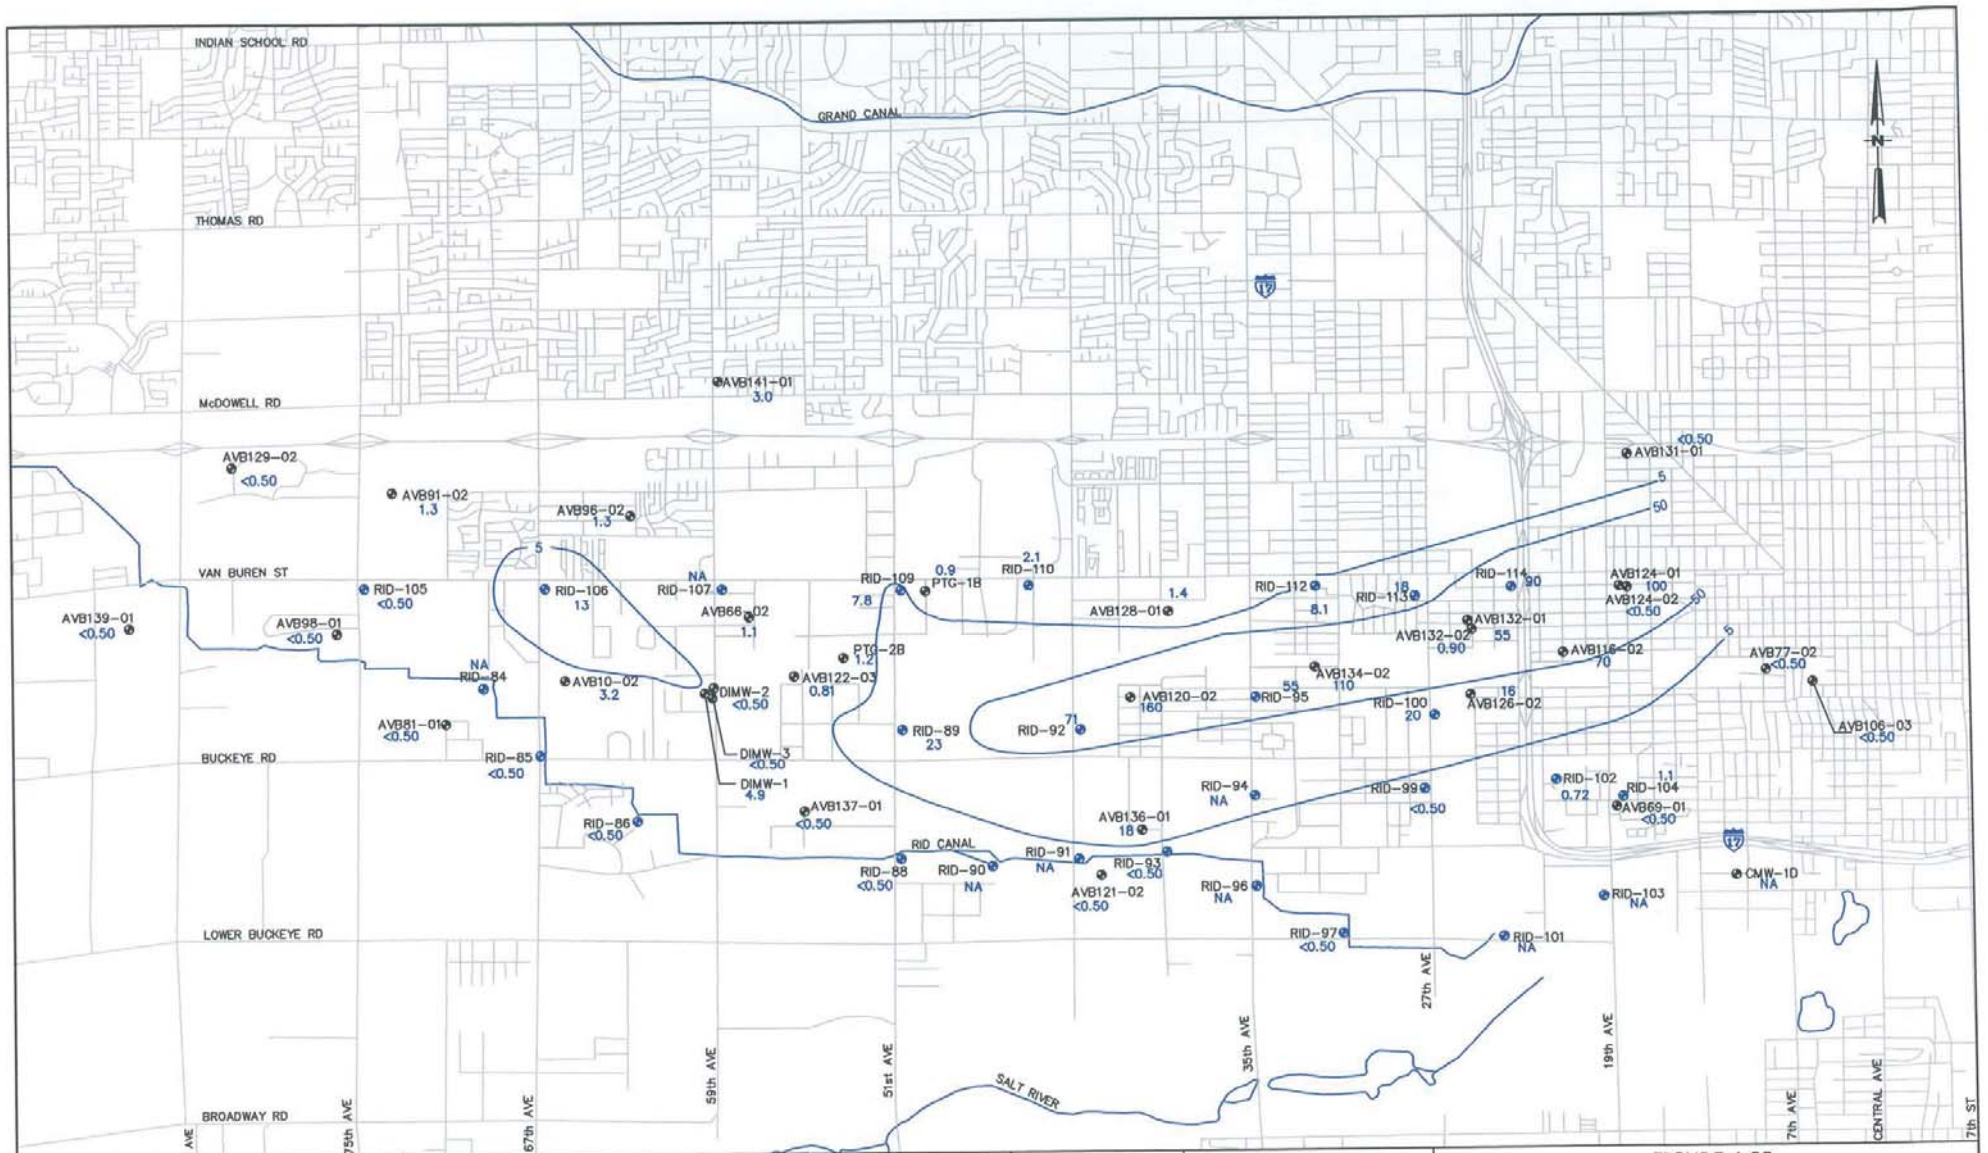 INDIAN SCHOOL RD
GRAND CANAL
N
THOMAS RD
17
AVB141-01
3.0
McDOWELL RD
<0.50
AVB131-01
AVB129-02
<0.50
AVB91-02
1.3
AVB96-02
1.3
5
50
5
VAN BUREN ST
RID-105
<0.50
RID-106
13
NA
RID-107
AVB66-02
1.1
RID-109
7.8
0.9
PTG-1B
2.1
RID-110
1.4
AVB128-01
RID-112
8.1
18
RID-113
RID-114
90
AVB124-01
100
AVB124-02
<0.50
50
5
AVB139-01
<0.50
AVB98-01
<0.50
AVB132-01
55
AVB132-02
0.90
AVB116-02
70
AVB77-02
<0.50
NA
RID-84
AVB10-02
3.2
PTG-2B
1.2
AVB122-03
0.81
DIMW-2
<0.50
AVB134-02
110
55
RID-95
AVB120-02
160
RID-100
20
16
AVB126-02
AVB106-03
<0.50
AVB81-01
<0.50
RID-89
23
71
RID-92
BUCKEYE RD
RID-85
<0.50
DIMW-3
<0.50
DIMW-1
4.9
RID-94
NA
RID-99
<0.50
RID-102
0.72
1.1
RID-104
AVB69-01
<0.50
AVB137-01
<0.50
RID-86
<0.50
AVB136-01
18
17
RID CANAL
RID-88
<0.50
RID-90
NA
RID-91
NA
RID-93
<0.50
AVB121-02
<0.50
RID-96
NA
CMW-1D
NA
RID-103
NA
LOWER BUCKEYE RD
RID-97
<0.50
RID-101
NA
27th AVE
SALT RIVER
BROADWAY RD
AVE
75th AVE
67th AVE
59th AVE
51st AVE
35th AVE
19th AVE
7th AVE
CENTRAL AVE
7th ST